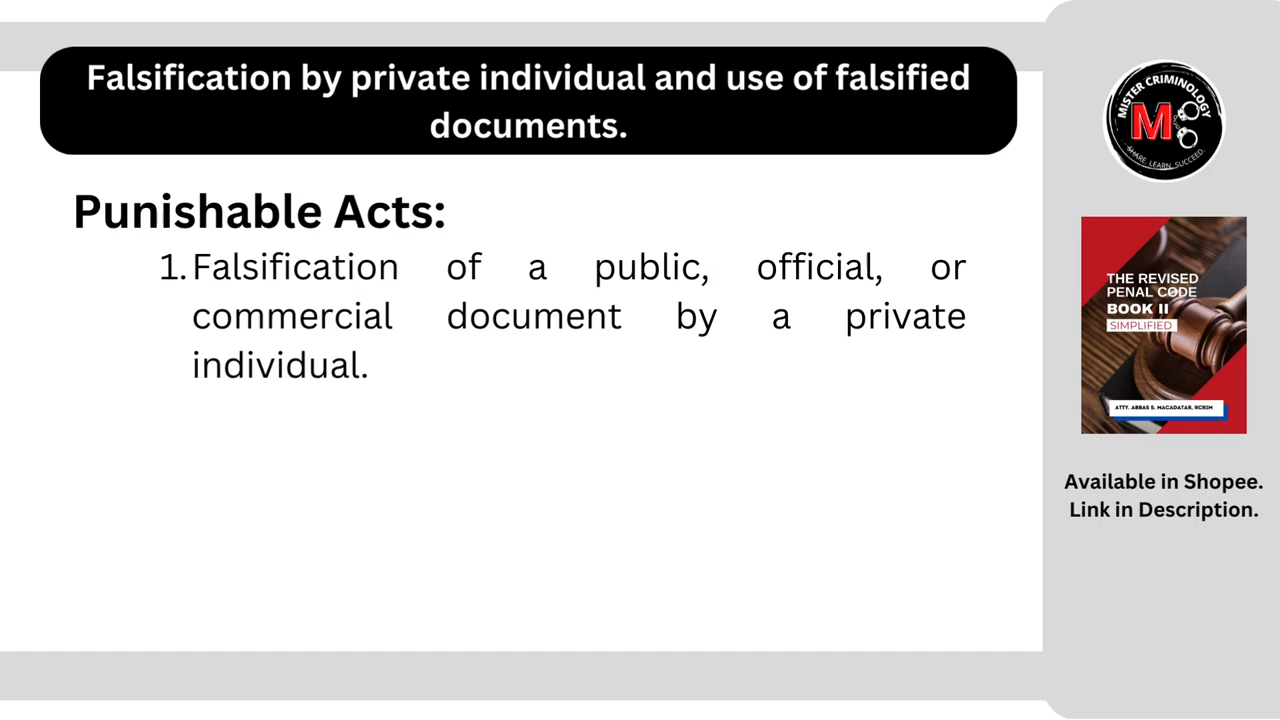 Falsification by private individual and use of falsified
documents.
Punishable Acts:
1. Falsification of a public, official, or
commercial document by a private
individual.
MISTER CRIMINOLOGY
M
SHARE. LEARN. SUCCEED.
THE REVISED
PENAL CODE
BOOK II
SIMPLIFIED
ATTY. ABBAS S. MACADATAR, RCRIM
Available in Shopee.
Link in Description.